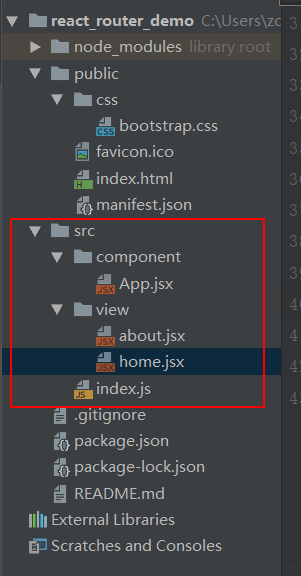 react_router_demo C:\Users\zc
node_modules library root
public
css
bootstrap.css
favicon.ico
index.html
manifest.json
src
component
App.jsx
view
about.jsx
home.jsx
index.js
.gitignore
package.json
package-lock.json
README.md
External Libraries
Scratches and Consoles